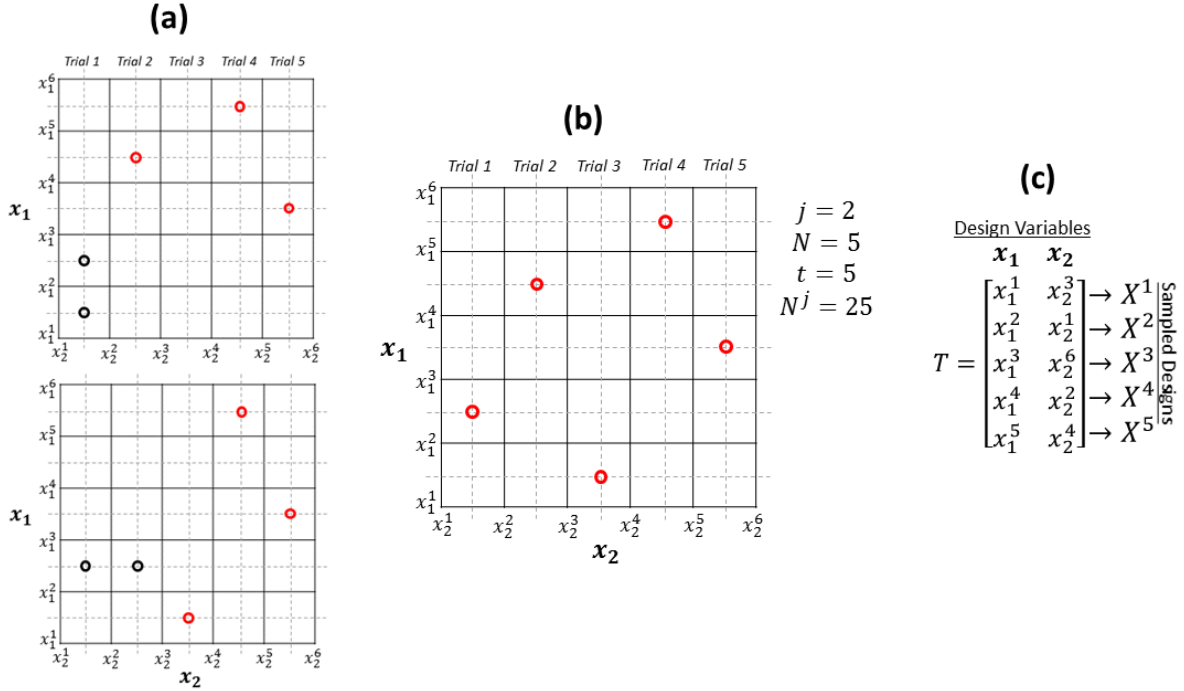 (a)
Trial 1 Trial 2 Trial 3 Trial 4 Trial 5
x₁⁶
x₁⁵
x₁⁴
x₁
x₁³
x₁²
x₁¹
x₂¹ x₂² x₂³ x₂⁴ x₂⁵ x₂⁶
x₁⁶
x₁⁵
x₁⁴
x₁
x₁³
x₁²
x₁¹
x₂¹ x₂² x₂³ x₂⁴ x₂⁵ x₂⁶
x₂
(b)
Trial 1 Trial 2 Trial 3 Trial 4 Trial 5
x₁⁶
x₁⁵
x₁⁴
x₁
x₁³
x₁²
x₁¹
x₂¹ x₂² x₂³ x₂⁴ x₂⁵ x₂⁶
x₂
j = 2
N = 5
t = 5
Nʲ = 25
(c)
Design Variables
x₁ x₂
x₁¹ x₂³ → X¹
x₁² x₂¹ → X²
T = x₁³ x₂⁶ → X³
x₁⁴ x₂² → X⁴
x₁⁵ x₂⁴ → X⁵
Sampled Designs